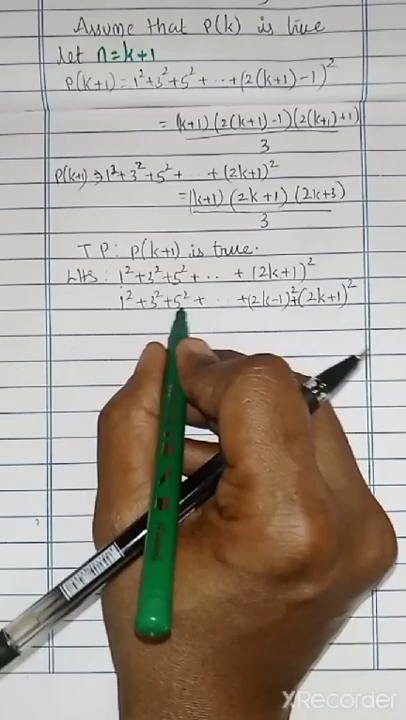 Assume that P(k) is true
let n=k+1
P(k+1) = 1²+3²+5²+ ... +(2(k+1)-1)²
= (k+1) (2(k+1)-1)(2(k+1)+1)
3
P(k+1) ⇒ 1²+3²+5²+ ... +(2k+1)²
= (k+1) (2k+1) (2k+3)
3
TP: P(k+1) is true.
LHS: 1²+3²+5²+ ... + (2k+1)²
1²+3²+5²+ ... +(2k-1)²+(2k+1)²
XRecorder